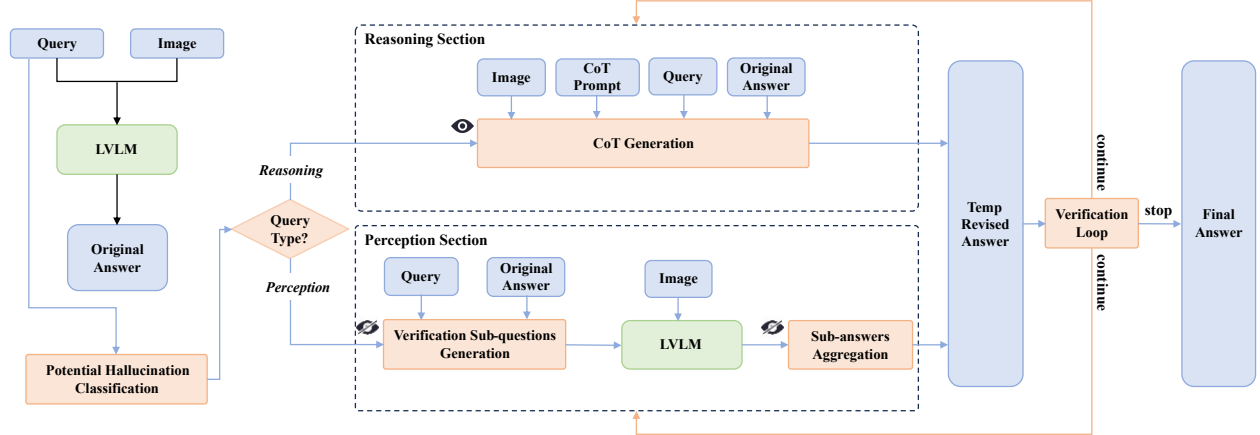 Query
Image
LVLM
Original
Answer
Potential Hallucination
Classification
Query
Type?
Reasoning
Perception
Reasoning Section
Image
CoT
Prompt
Query
Original
Answer
CoT Generation
Perception Section
Query
Original
Answer
Image
Verification Sub-questions
Generation
LVLM
Sub-answers
Aggregation
Temp
Revised
Answer
continue
Verification
Loop
continue
stop
Final
Answer